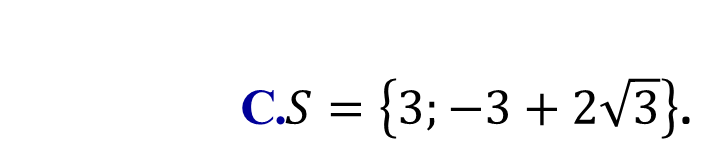 C.S = {3; −3 + 2√3}.